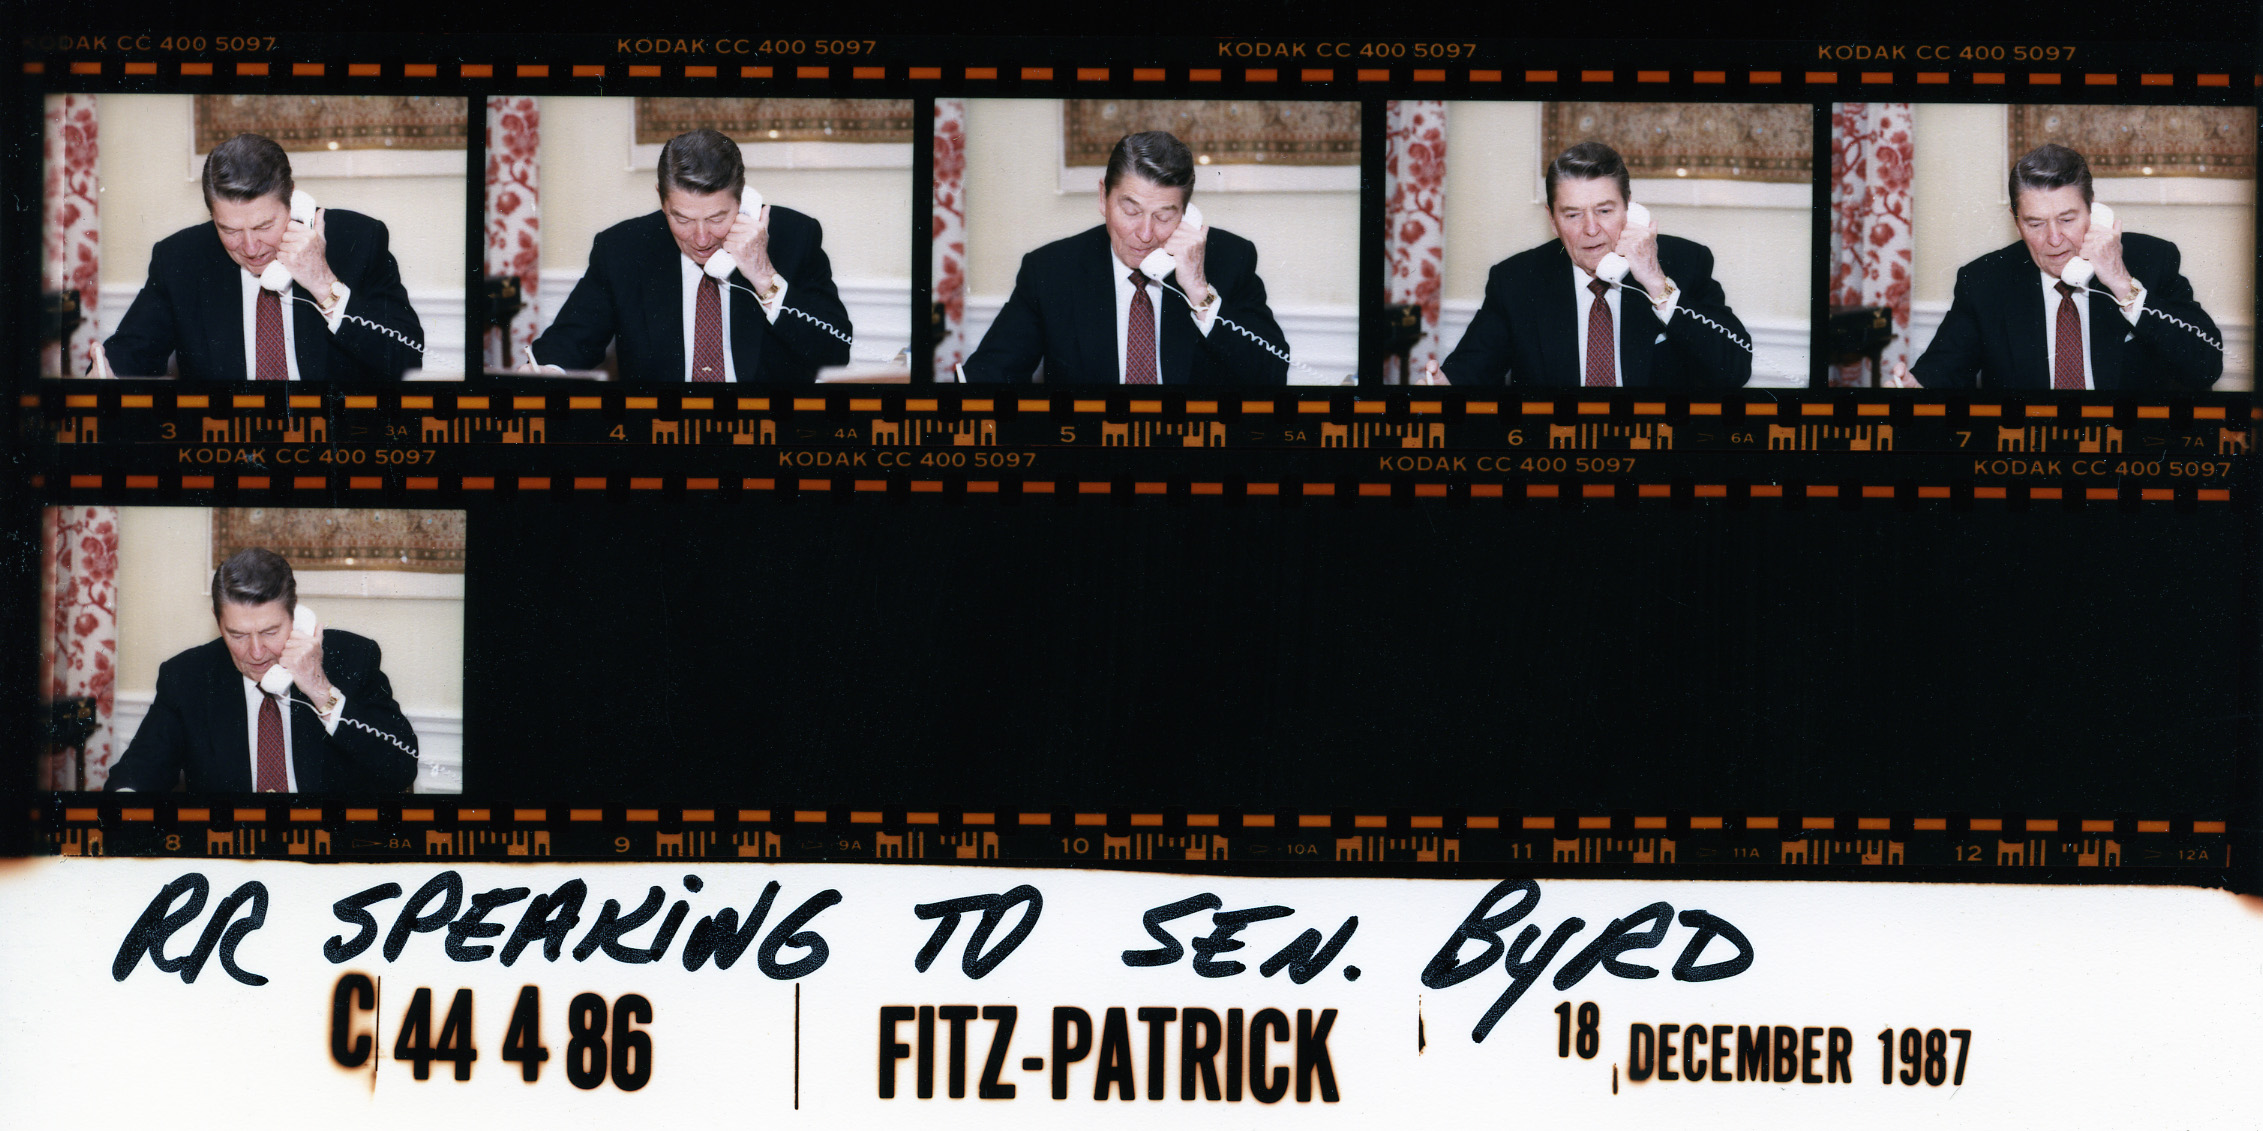 KODAK CC 400 5097 KODAK CC 400 5097 KODAK CC 400 5097 KODAK CC 400 5097
3 3A 4 4A 5 5A 6 6A 7 7A
KODAK CC 400 5097 KODAK CC 400 5097 KODAK CC 400 5097 KODAK CC 400 5097
8 8A 9 9A 10 10A 11 11A 12 12A
RR SPEAKING TO SEN. BYRD
C 44 4 86 FITZ-PATRICK 18 DECEMBER 1987